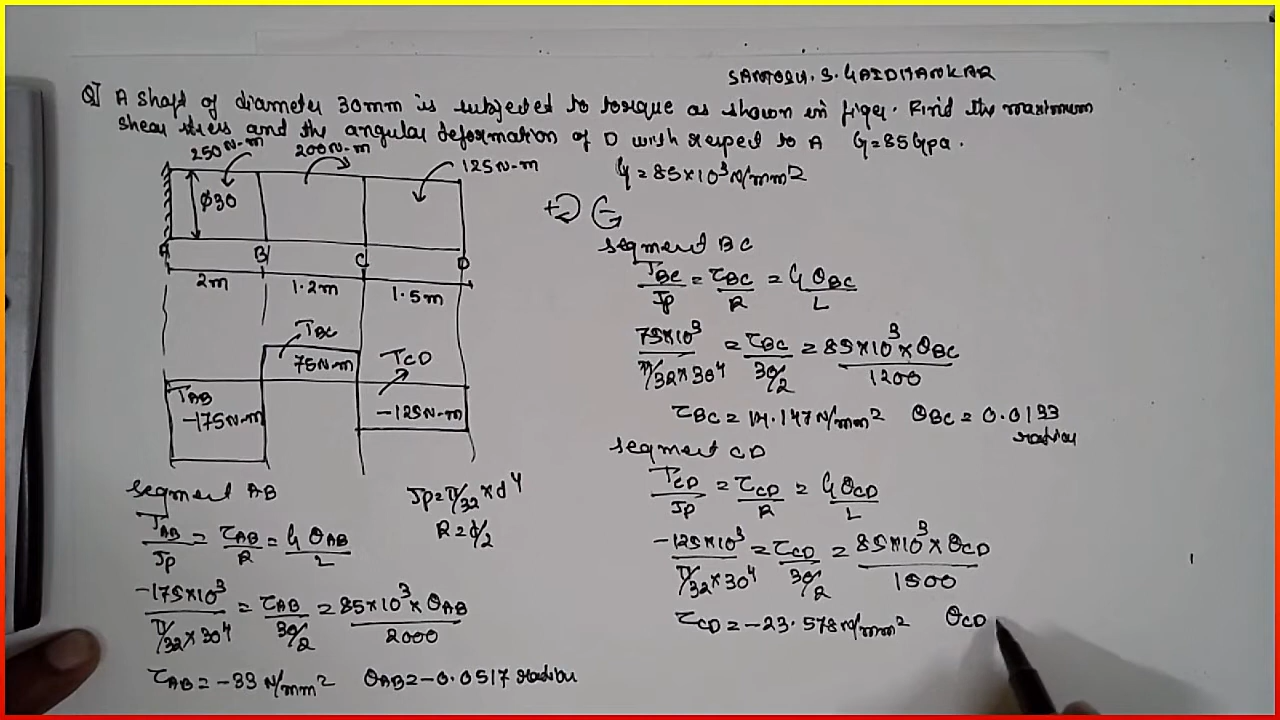 SANTOSH. S. GAIDHANKAR
Q] A shaft of diameter 30mm is subjected to torque as shown in figer. Find the maximum
shear stress and the angular deformation of D with respect to A G=85Gpa.
250N-m 200N-m 125N-m
G=85×10³N/mm²
ϕ30
A B C D
2m 1.2m 1.5m
TBC
75N-m
TCD
TAB
-175N-m
-125N-m
segment AB
Jp=π/32×d⁴
R=d/2
TAB/Jp = τAB/R = GθAB/L
-175×10³/π/32×30⁴ = τAB/30/2 = 85×10³×θAB/2000
τAB=-33N/mm² θAB=-0.0517 radian
+ -
segment BC
TBC/Jp = τBC/R = GθBC/L
75×10³/π/32×30⁴ = τBC/30/2 = 85×10³×θBC/1200
τBC=14.147N/mm² θBC=0.0133
radian
segment CD
TCD/Jp = τCD/R = GθCD/L
-125×10³/π/32×30⁴ = τCD/30/2 = 85×10³×θCD/1500
τCD=-23.578N/mm² θCD